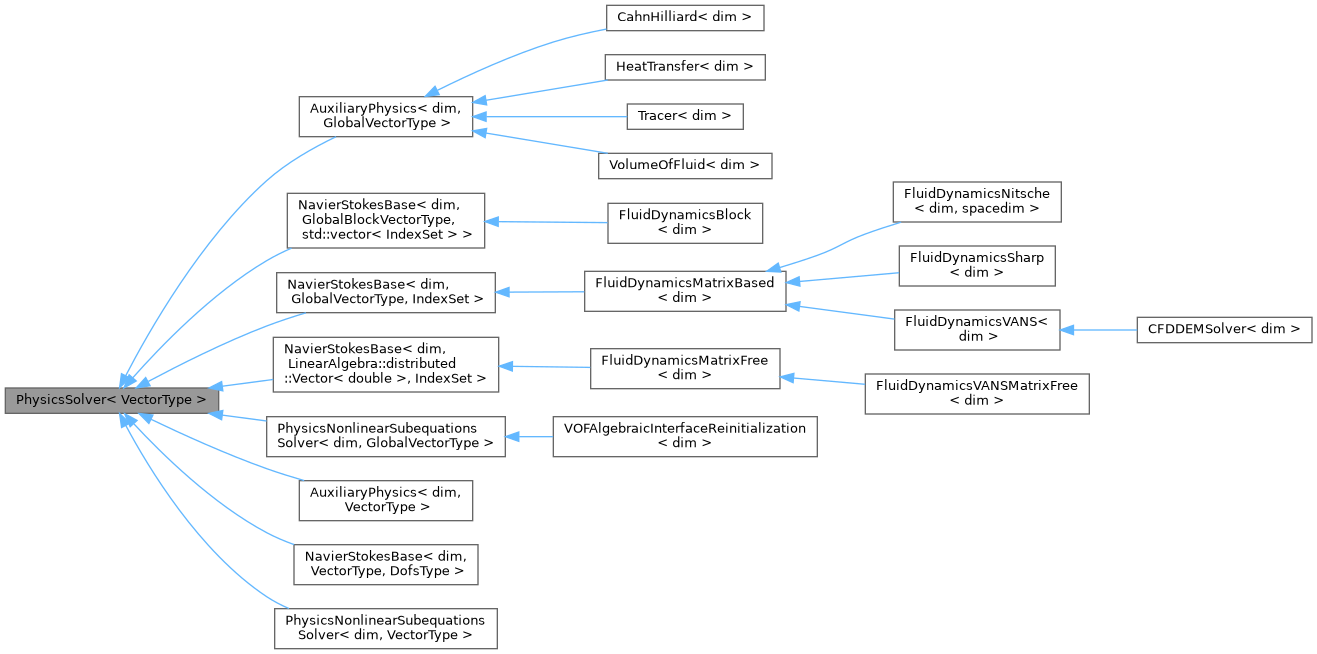 CahnHilliard< dim >
HeatTransfer< dim >
AuxiliaryPhysics< dim,
GlobalVectorType >
Tracer< dim >
VolumeOfFluid< dim >
NavierStokesBase< dim,
GlobalBlockVectorType,
std::vector< IndexSet > >
FluidDynamicsBlock
< dim >
FluidDynamicsNitsche
< dim, spacedim >
FluidDynamicsSharp
< dim >
NavierStokesBase< dim,
GlobalVectorType, IndexSet >
FluidDynamicsMatrixBased
< dim >
FluidDynamicsVANS<
dim >
CFDDEMSolver< dim >
NavierStokesBase< dim,
LinearAlgebra::distributed
::Vector< double >, IndexSet >
FluidDynamicsMatrixFree
< dim >
FluidDynamicsVANSMatrixFree
< dim >
PhysicsSolver< VectorType >
PhysicsNonlinearSubequations
Solver< dim, GlobalVectorType >
VOFAlgebraicInterfaceReinitialization
< dim >
AuxiliaryPhysics< dim,
VectorType >
NavierStokesBase< dim,
VectorType, DofsType >
PhysicsNonlinearSubequations
Solver< dim, VectorType >